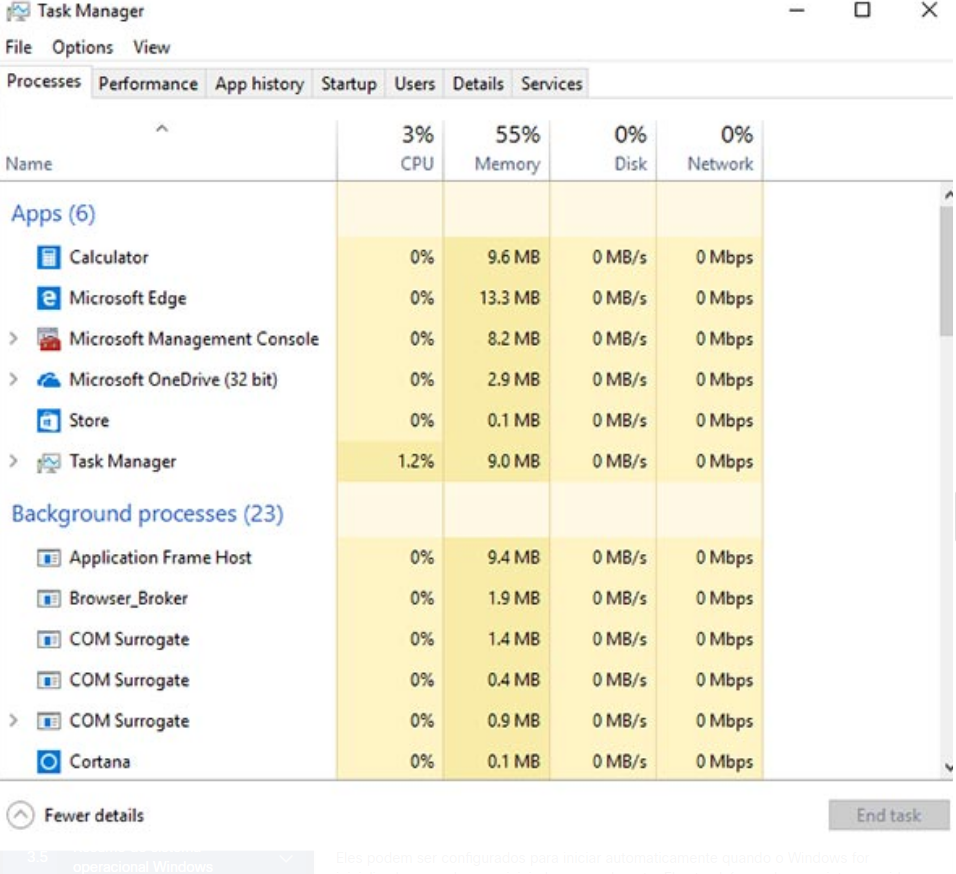 Task Manager
File Options View
Processes Performance App history Startup Users Details Services
3% 55% 0% 0%
Name CPU Memory Disk Network
Apps (6)
Calculator 0% 9.6 MB 0 MB/s 0 Mbps
Microsoft Edge 0% 13.3 MB 0 MB/s 0 Mbps
Microsoft Management Console 0% 8.2 MB 0 MB/s 0 Mbps
Microsoft OneDrive (32 bit) 0% 2.9 MB 0 MB/s 0 Mbps
Store 0% 0.1 MB 0 MB/s 0 Mbps
Task Manager 1.2% 9.0 MB 0 MB/s 0 Mbps
Background processes (23)
Application Frame Host 0% 9.4 MB 0 MB/s 0 Mbps
Browser_Broker 0% 1.9 MB 0 MB/s 0 Mbps
COM Surrogate 0% 1.4 MB 0 MB/s 0 Mbps
COM Surrogate 0% 0.4 MB 0 MB/s 0 Mbps
COM Surrogate 0% 0.9 MB 0 MB/s 0 Mbps
Cortana 0% 0.1 MB 0 MB/s 0 Mbps
Fewer details End task
3.5 Eles podem ser configurados para iniciar automaticamente quando o Windows for
operacional Windows